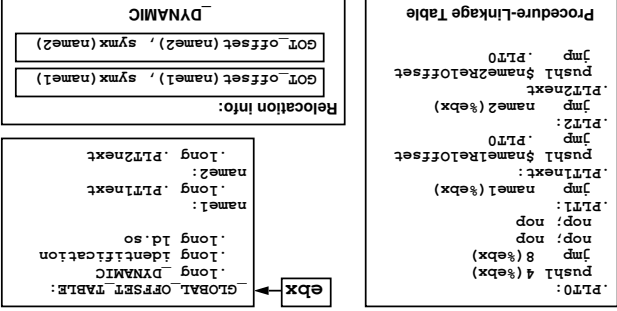 .PLT0:
pushl 4(%ebx)
jmp 8(%ebx)
nop; nop
nop; nop
.PLT1:
jmp name1(%ebx)
.PLT1next:
pushl $name1RelOffset
jmp .PLT0
.PLT2:
jmp name2(%ebx)
.PLT2next
pushl $name2RelOffset
jmp .PLT0
Procedure-Linkage Table
ebx
_GLOBAL_OFFSET_TABLE:
.long _DYNAMIC
.long identification
.long ld.so
name1:
.long .PLT1next
name2:
.long .PLT2next
Relocation info:
GOT_offset(name1), symx(name1)
GOT_offset(name2), symx(name2)
_DYNAMIC